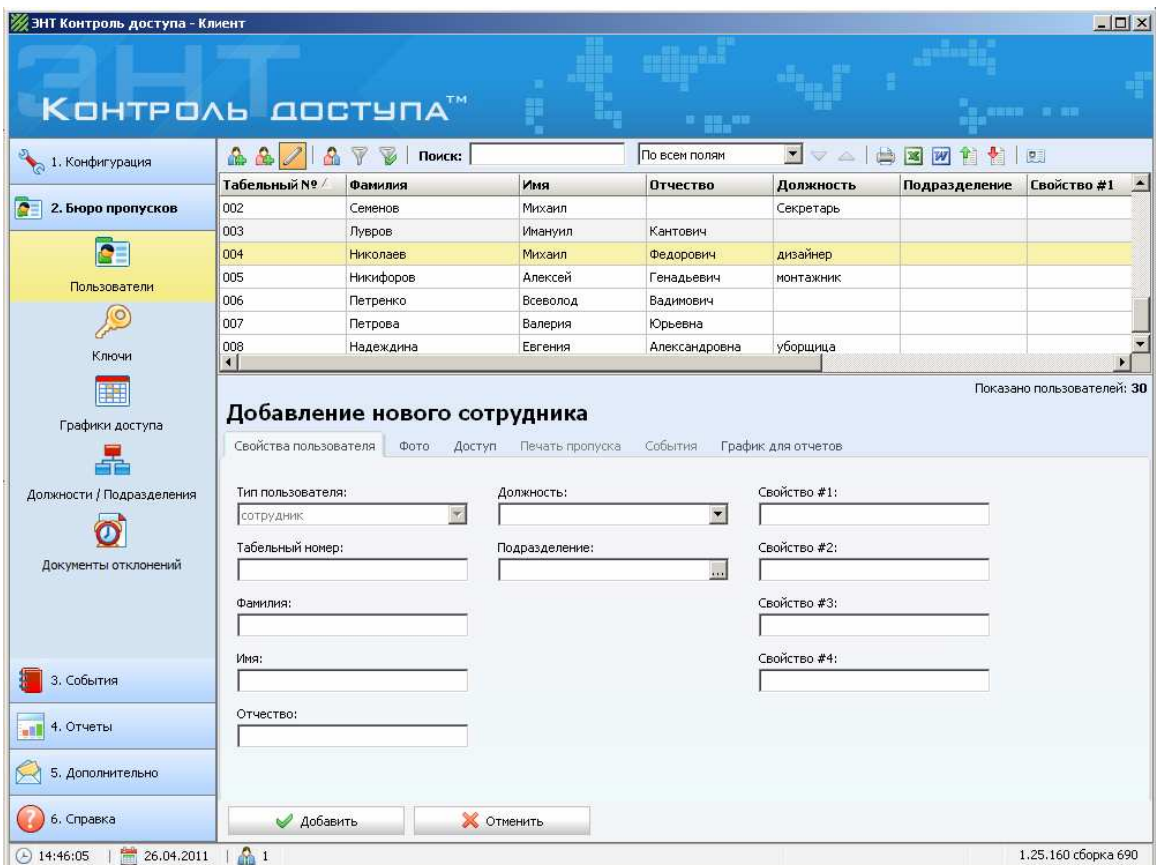 ЭНТ Контроль доступа - Клиент
ЭНТ
Контроль доступа™
1. Конфигурация
2. Бюро пропусков
Пользователи
Ключи
Графики доступа
Должности / Подразделения
Документы отклонений
3. События
4. Отчеты
5. Дополнительно
6. Справка
Поиск: По всем полям
Табельный № Фамилия Имя Отчество Должность Подразделение Свойство #1
002 Семенов Михаил Секретарь
003 Лувров Имануил Кантович
004 Николаев Михаил Федорович дизайнер
005 Никифоров Алексей Генадьевич монтажник
006 Петренко Всеволод Вадимович
007 Петрова Валерия Юрьевна
008 Надеждина Евгения Александровна уборщица
Показано пользователей: 30
Добавление нового сотрудника
Свойства пользователя Фото Доступ Печать пропуска События График для отчетов
Тип пользователя: Должность: Свойство #1:
сотрудник
Табельный номер: Подразделение: Свойство #2:
...
Фамилия: Свойство #3:
Имя: Свойство #4:
Отчество:
Добавить Отменить
14:46:05 26.04.2011 1 1.25.160 сборка 690